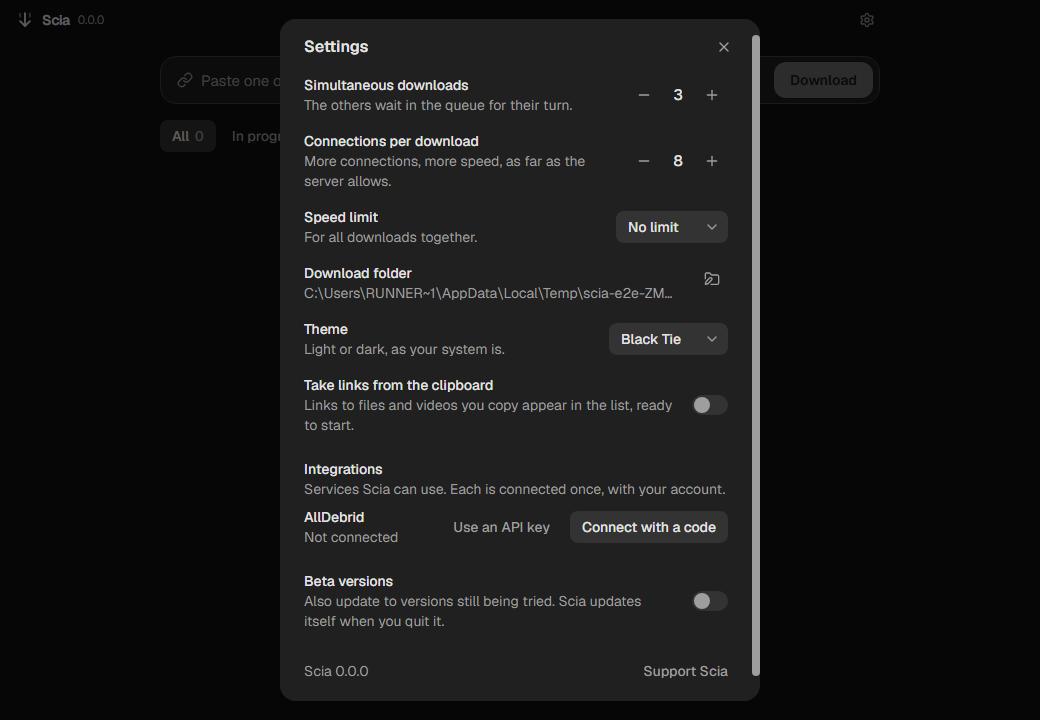 Scia 0.0.0
Settings
Paste one o
Download
All 0
In progr
Simultaneous downloads
The others wait in the queue for their turn.
3
Connections per download
More connections, more speed, as far as the
server allows.
8
Speed limit
For all downloads together.
No limit
Download folder
C:\Users\RUNNER~1\AppData\Local\Temp\scia-e2e-ZM...
Theme
Light or dark, as your system is.
Black Tie
Take links from the clipboard
Links to files and videos you copy appear in the list, ready
to start.
Integrations
Services Scia can use. Each is connected once, with your account.
AllDebrid
Not connected
Use an API key
Connect with a code
Beta versions
Also update to versions still being tried. Scia updates
itself when you quit it.
Scia 0.0.0
Support Scia